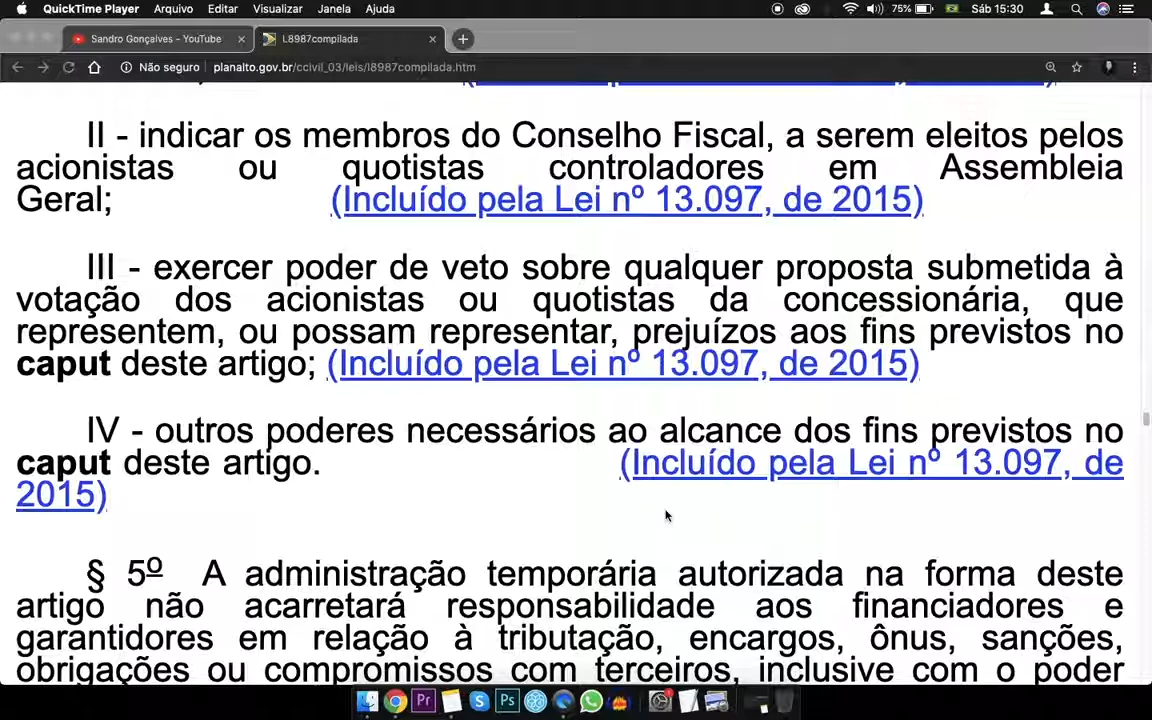 QuickTime Player Arquivo Editar Visualizar Janela Ajuda 75% Sáb 15:30
Sandro Gonçalves - YouTube L8987compilada
Não seguro planalto.gov.br/ccivil_03/leis/l8987compilada.htm
II - indicar os membros do Conselho Fiscal, a serem eleitos pelos
acionistas ou quotistas controladores em Assembleia
Geral; (Incluído pela Lei nº 13.097, de 2015)
III - exercer poder de veto sobre qualquer proposta submetida à
votação dos acionistas ou quotistas da concessionária, que
representem, ou possam representar, prejuízos aos fins previstos no
caput deste artigo; (Incluído pela Lei nº 13.097, de 2015)
IV - outros poderes necessários ao alcance dos fins previstos no
caput deste artigo. (Incluído pela Lei nº 13.097, de
2015)
§ 5º A administração temporária autorizada na forma deste
artigo não acarretará responsabilidade aos financiadores e
garantidores em relação à tributação, encargos, ônus, sanções,
obrigações ou compromissos com terceiros, inclusive com o poder
Pr Ps